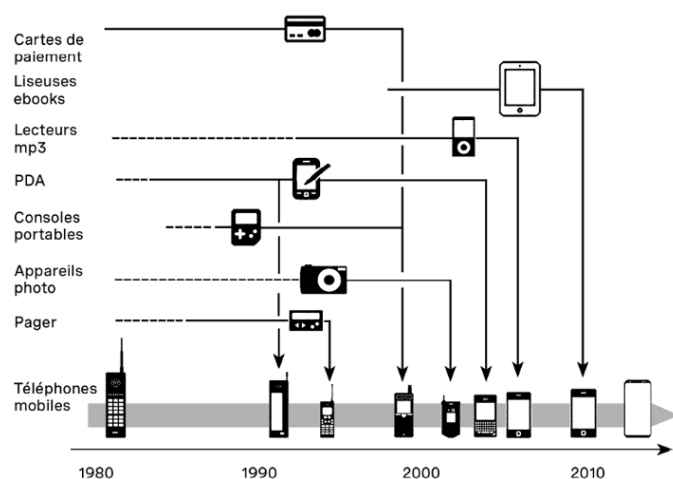 Cartes de
paiement
Liseuses
ebooks
Lecteurs
mp3
PDA
Consoles
portables
Appareils
photo
Pager
Téléphones
mobiles
1980
1990
2000
2010